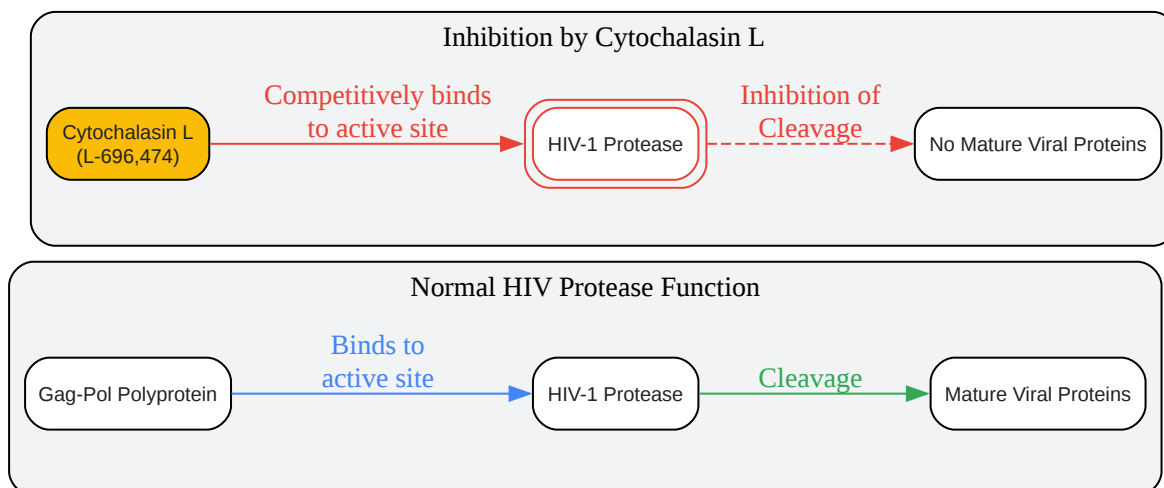 Inhibition by Cytochalasin L
Competitively binds
to active site
Inhibition of
Cleavage
Cytochalasin L
(L-696,474)
HIV-1 Protease
No Mature Viral Proteins
Normal HIV Protease Function
Binds to
active site
Cleavage
Gag-Pol Polyprotein
HIV-1 Protease
Mature Viral Proteins